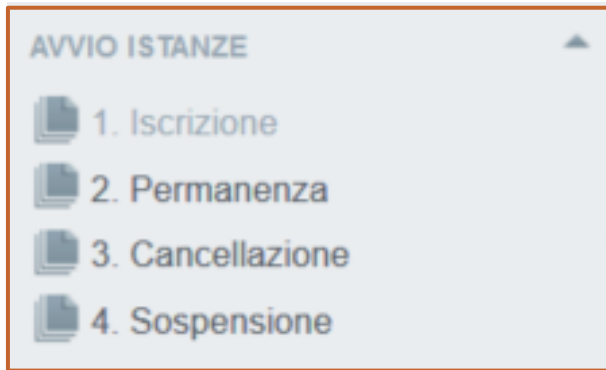 AVVIO ISTANZE
1. Iscrizione
2. Permanenza
3. Cancellazione
4. Sospensione